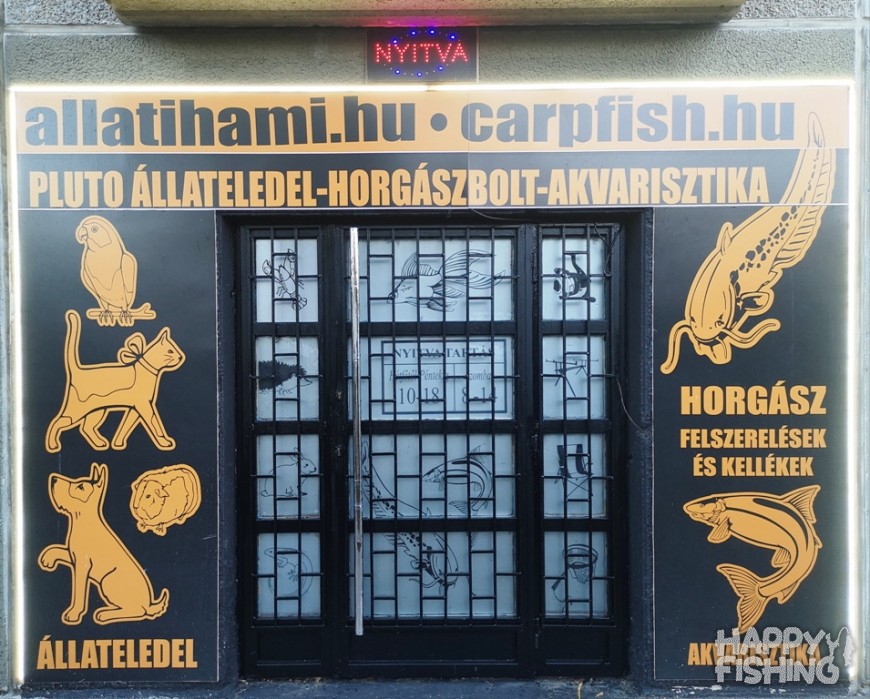 NYITVA
allatihami.hu • carpfish.hu
PLUTO ÁLLATELEDEL-HORGÁSZBOLT-AKVARISZTIKA
NYITVATARTÁS
10-18 8-14
HORGÁSZ
FELSZERELÉSEK
ÉS KELLÉKEK
ÁLLATELEDEL
AKVARISZTIKA
HAPPY
FISHING